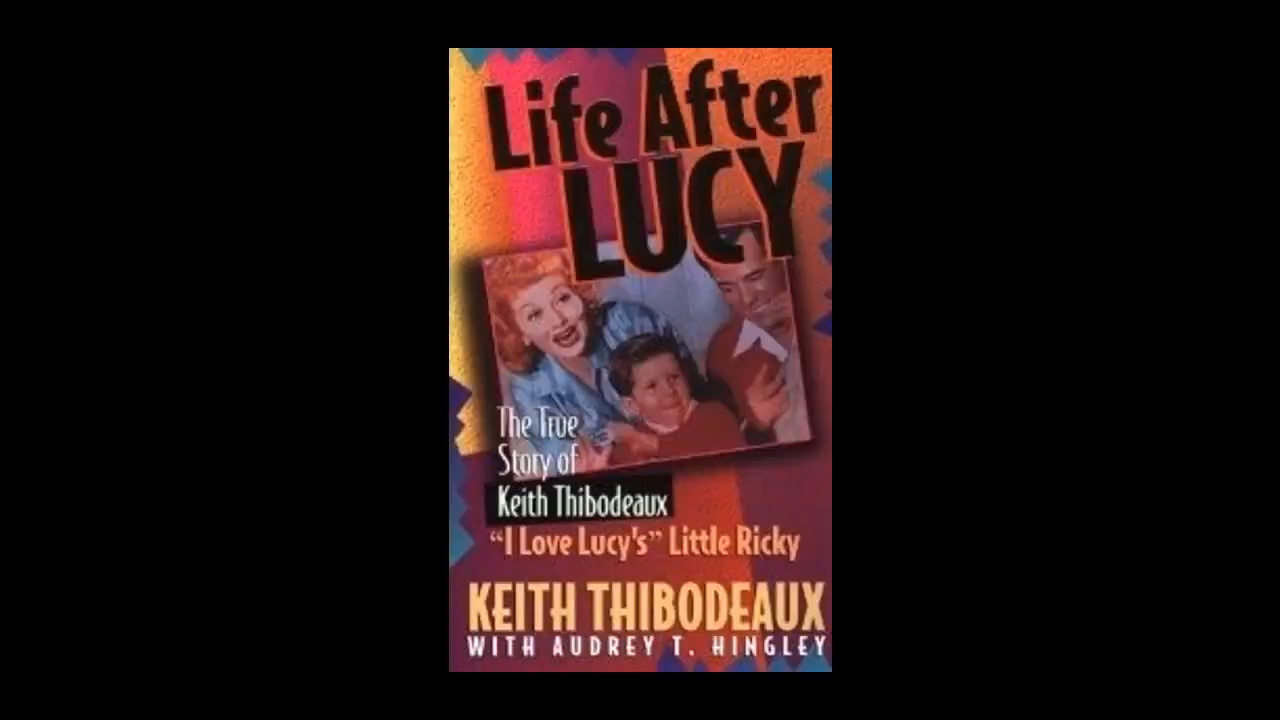 Life After
LUCY
The True
Story of
Keith Thibodeaux
“I Love Lucy's” Little Ricky
KEITH THIBODEAUX
WITH AUDREY T. HINGLEY